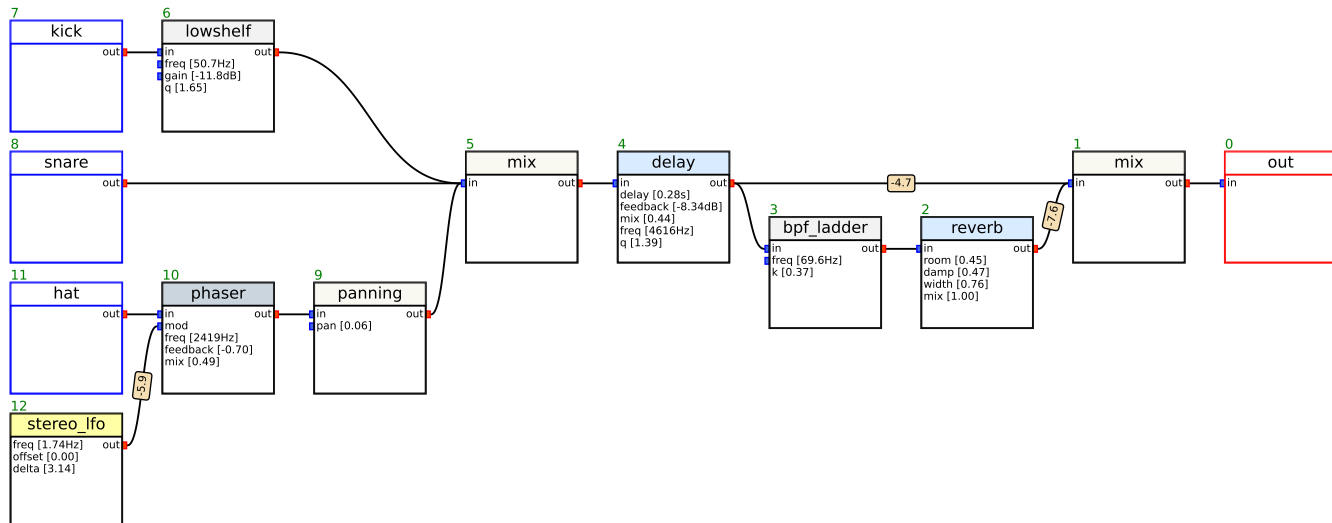 7
kick
out
6
lowshelf
in out
freq [50.7Hz]
gain [-11.8dB]
q [1.65]
8
snare
out
5
mix
in out
4
delay
in out
delay [0.28s]
feedback [-8.34dB]
mix [0.44]
freq [4616Hz]
q [1.39]
-4.7
3
bpf_ladder
in out
freq [69.6Hz]
k [0.37]
2
reverb
in out
room [0.45]
damp [0.47]
width [0.76]
mix [1.00]
-7.6
1
mix
in out
0
out
in
11
hat
out
10
phaser
in out
mod
freq [2419Hz]
feedback [-0.70]
mix [0.49]
9
panning
in out
pan [0.06]
-5.9
12
stereo_lfo
freq [1.74Hz] out
offset [0.00]
delta [3.14]